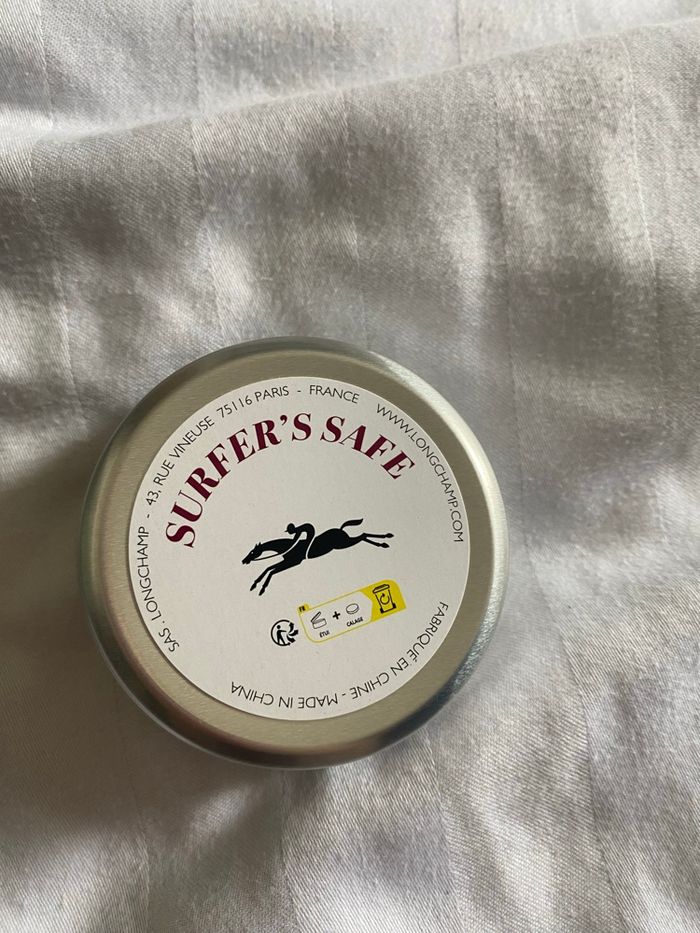 SAS . LONGCHAMP - 43, RUE VINEUSE 75116 PARIS - FRANCE
WWW.LONGCHAMP.COM
SURFER'S SAFE
FR
ÉTUI + CALAGE
FABRIQUÉ EN CHINE - MADE IN CHINA